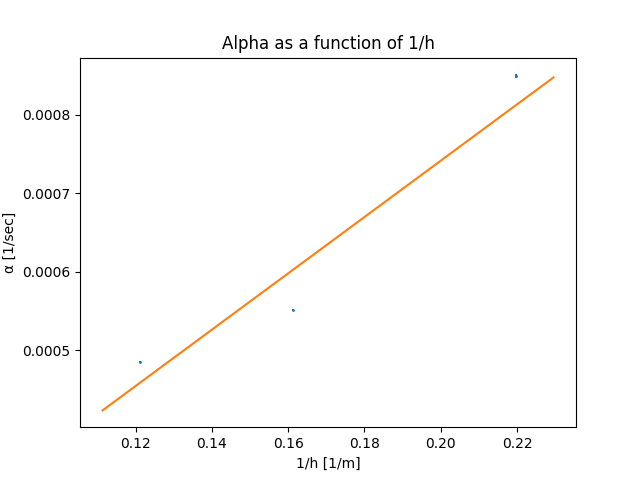 Alpha as a function of 1/h
α [1/sec]
0.0008
0.0007
0.0006
0.0005
0.12 0.14 0.16 0.18 0.20 0.22
1/h [1/m]